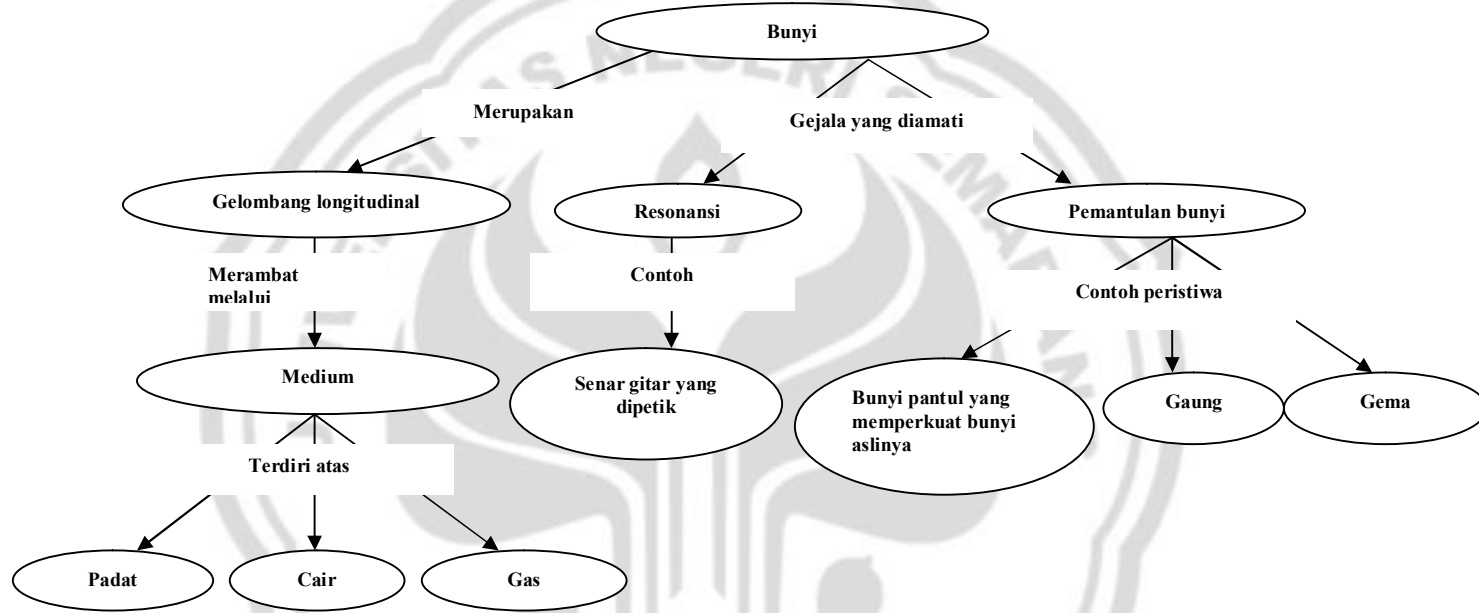 Bunyi
Merupakan
Gejala yang diamati
Gelombang longitudinal
Resonansi
Pemantulan bunyi
Merambat
melalui
Contoh
Contoh peristiwa
Medium
Senar gitar yang
dipetik
Bunyi pantul yang
memperkuat bunyi
aslinya
Gaung
Gema
Terdiri atas
Padat
Cair
Gas